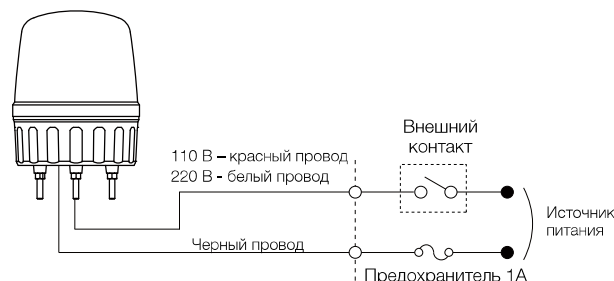 Внешний
контакт
110 В – красный провод
220 В - белый провод
Источник
питания
Черный провод
Предохранитель 1А